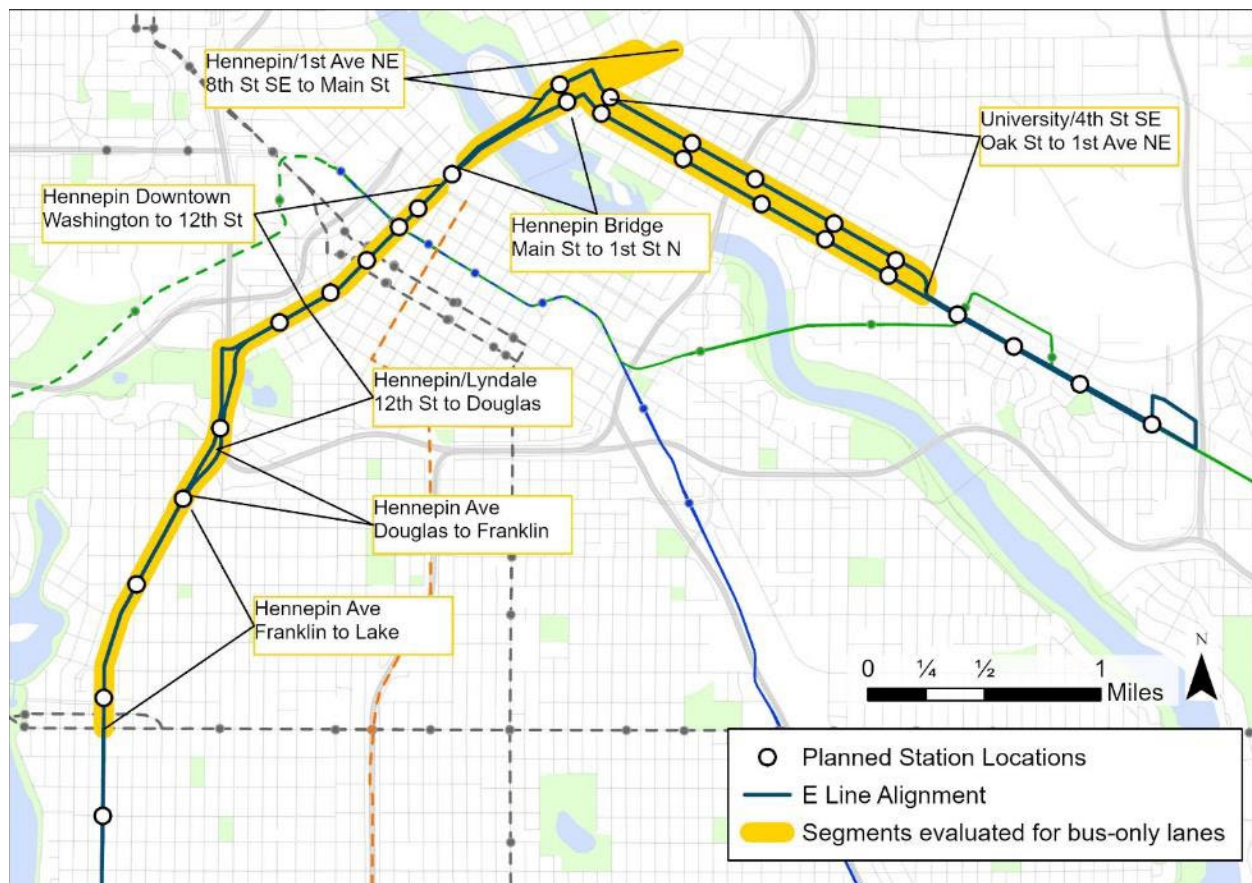 Hennepin/1st Ave NE
8th St SE to Main St
University/4th St SE
Oak St to 1st Ave NE
Hennepin Downtown
Washington to 12th St
Hennepin Bridge
Main St to 1st St N
Hennepin/Lyndale
12th St to Douglas
Hennepin Ave
Douglas to Franklin
Hennepin Ave
Franklin to Lake
N
0 ¼ ½ 1
Miles
Planned Station Locations
E Line Alignment
Segments evaluated for bus-only lanes